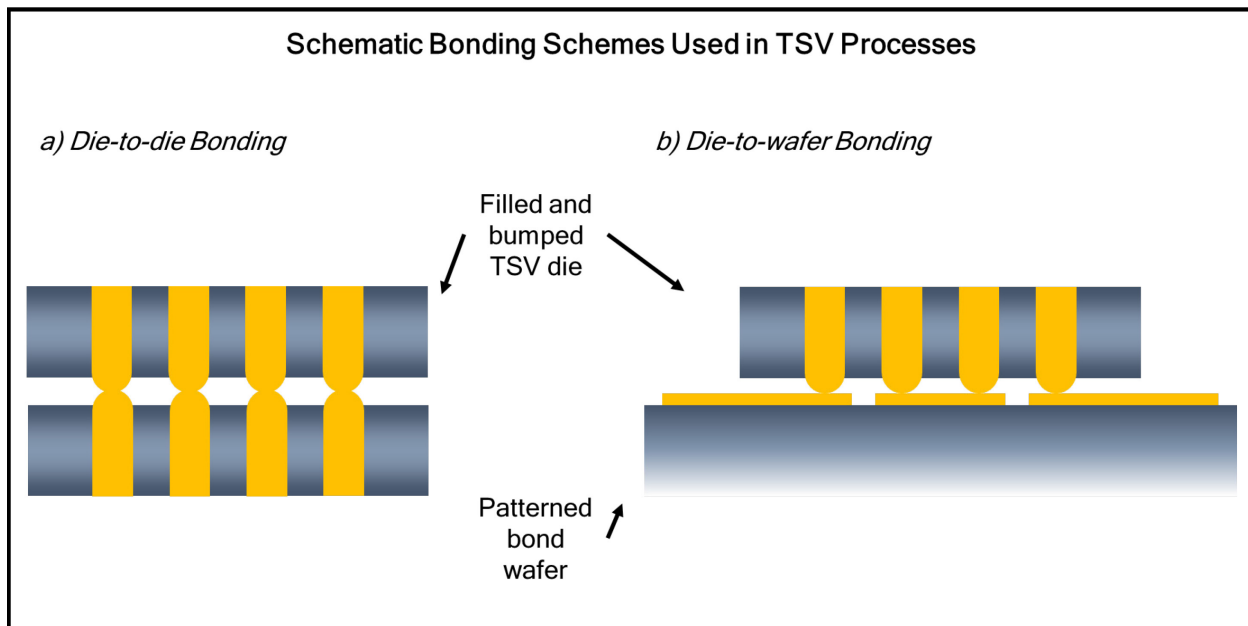 Schematic Bonding Schemes Used in TSV Processes
a) Die-to-die Bonding
b) Die-to-wafer Bonding
Filled and
bumped
TSV die
Patterned
bond
wafer